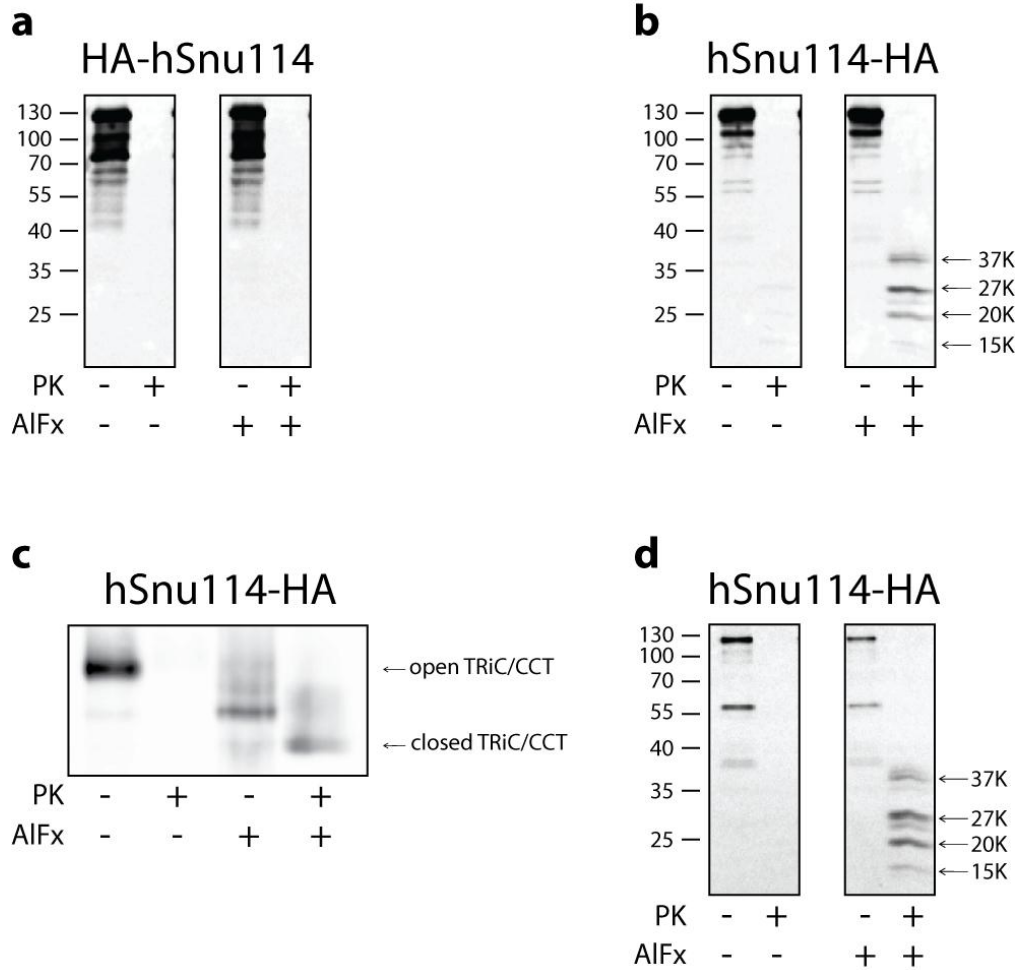 a
HA-hSnu114
130
100
70
55
40
35
25
PK - + - +
AlFx - - + +
b
hSnu114-HA
130
100
70
55
40
35
25
37K
27K
20K
15K
PK - + - +
AlFx - - + +
c
hSnu114-HA
open TRiC/CCT
closed TRiC/CCT
PK - + - +
AlFx - - + +
d
hSnu114-HA
130
100
70
55
40
35
25
37K
27K
20K
15K
PK - + - +
AlFx - - + +